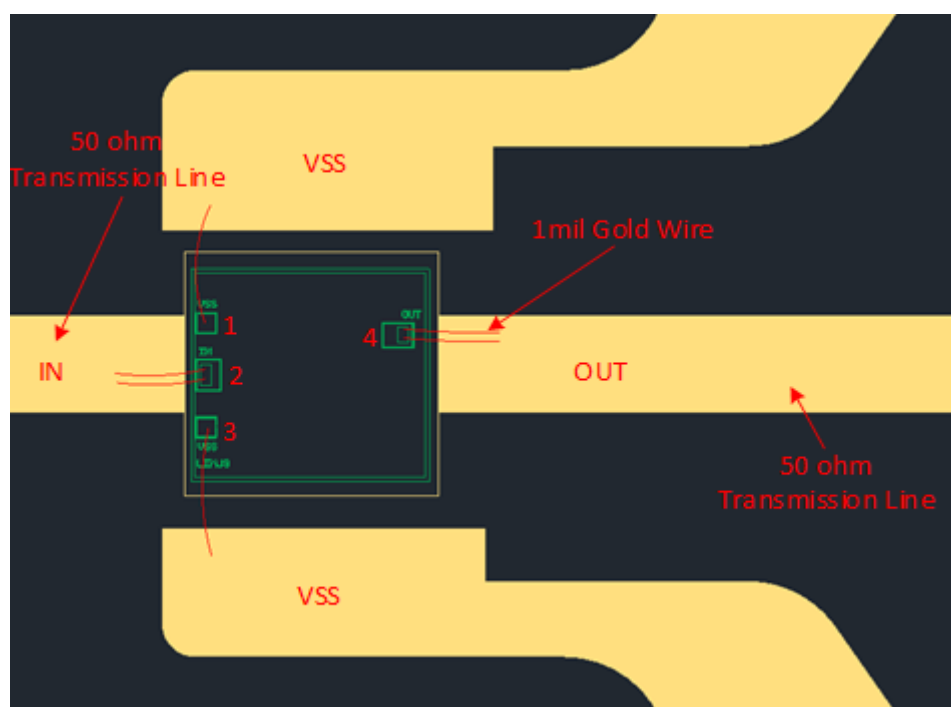 50 ohm
Transmission Line
VSS
1mil Gold Wire
VSS
1
OUT
4
IN
IN
2
OUT
3
VSS
50 ohm
Transmission Line
VSS